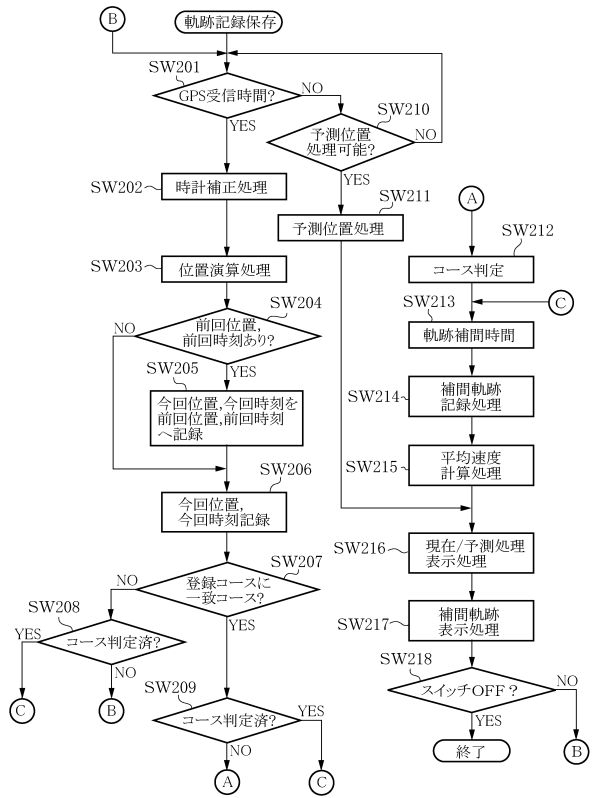 B
軌跡記録保存
SW201
GPS受信時間?
NO
YES
SW210
予測位置
処理可能?
NO
YES
SW202
時計補正処理
SW211
予測位置処理
A
SW212
コース判定
SW203
位置演算処理
C
SW213
軌跡補間時間
SW204
前回位置,
前回時刻あり?
NO
YES
SW205
今回位置,今回時刻を
前回位置,前回時刻
へ記録
SW214
補間軌跡
記録処理
SW215
平均速度
計算処理
SW206
今回位置,
今回時刻記録
SW216
現在/予測処理
表示処理
SW207
登録コースに
一致コース?
NO
YES
SW208
コース判定済?
YES
NO
C
B
SW217
補間軌跡
表示処理
SW218
スイッチOFF?
NO
YES
終了
B
SW209
コース判定済?
YES
NO
A
C